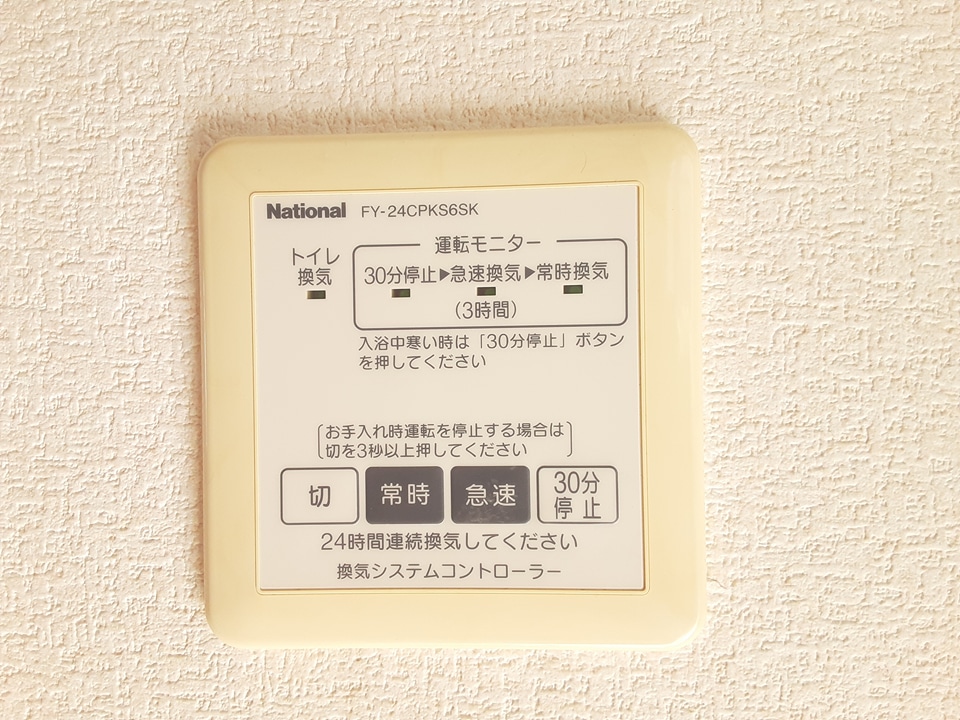 National FY-24CPKS6SK
運転モニター
トイレ
換気
30分停止▶急速換気▶常時換気
(3時間)
入浴中寒い時は「30分停止」ボタン
を押してください
お手入れ時運転を停止する場合は
切を3秒以上押してください
切 常時 急速 30分
停止
24時間連続換気してください
換気システムコントローラー